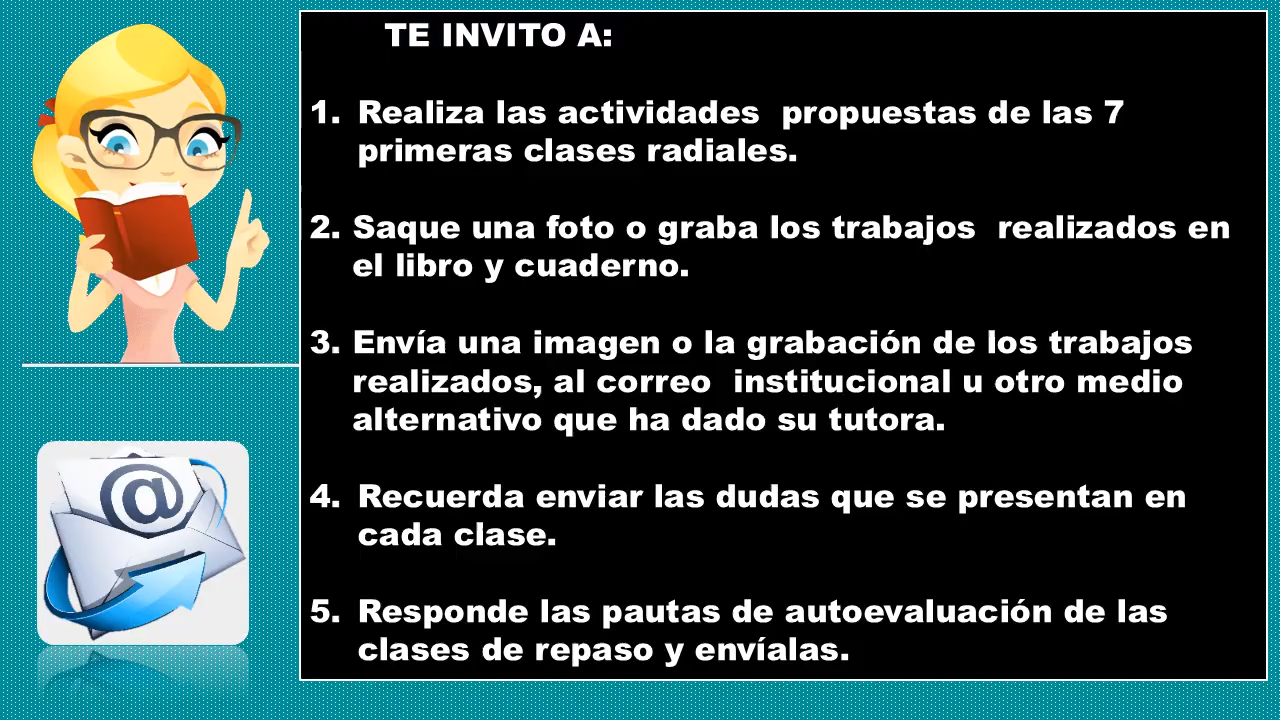 TE INVITO A:
1. Realiza las actividades  propuestas de las 7
primeras clases radiales.
2. Saque una foto o graba los trabajos  realizados en
el libro y cuaderno.
3. Envía una imagen o la grabación de los trabajos
realizados, al correo  institucional u otro medio
alternativo que ha dado su tutora.
4. Recuerda enviar las dudas que se presentan en
cada clase.
5. Responde las pautas de autoevaluación de las
clases de repaso y envíalas.
@